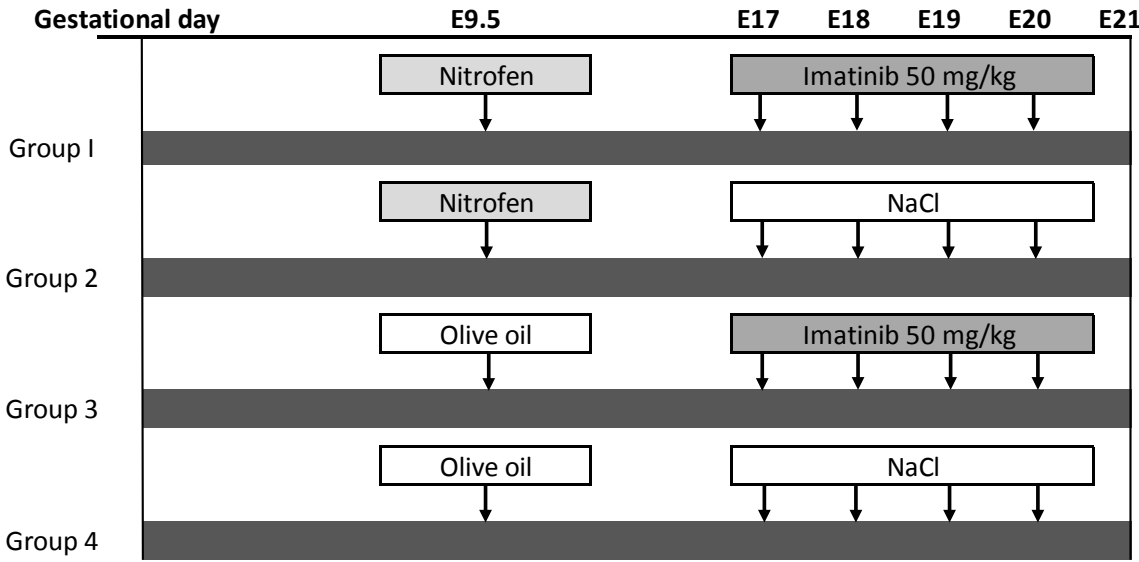 Gestational day E9.5 E17 E18 E19 E20 E21
Nitrofen Imatinib 50 mg/kg
Group I
Nitrofen NaCl
Group 2
Olive oil Imatinib 50 mg/kg
Group 3
Olive oil NaCl
Group 4